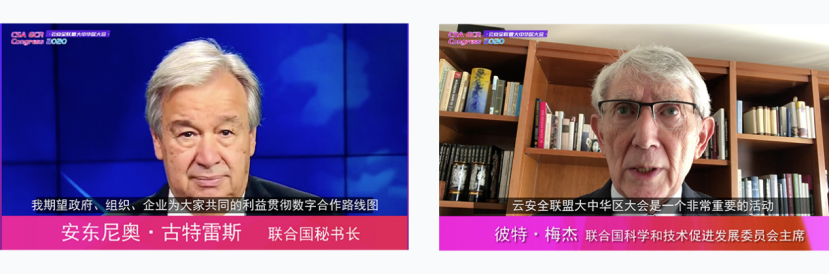 CSA GCR
Congress 2020
云安全联盟大中华区大会
我期望政府、组织、企业为大家共同的利益贯彻数字合作路线图
安东尼奥·古特雷斯 联合国秘书长
CSA GCR
Congress 2020
云安全联盟大中华区大会
云安全联盟大中华区大会是一个非常重要的活动
彼特·梅杰 联合国科学和技术促进发展委员会主席